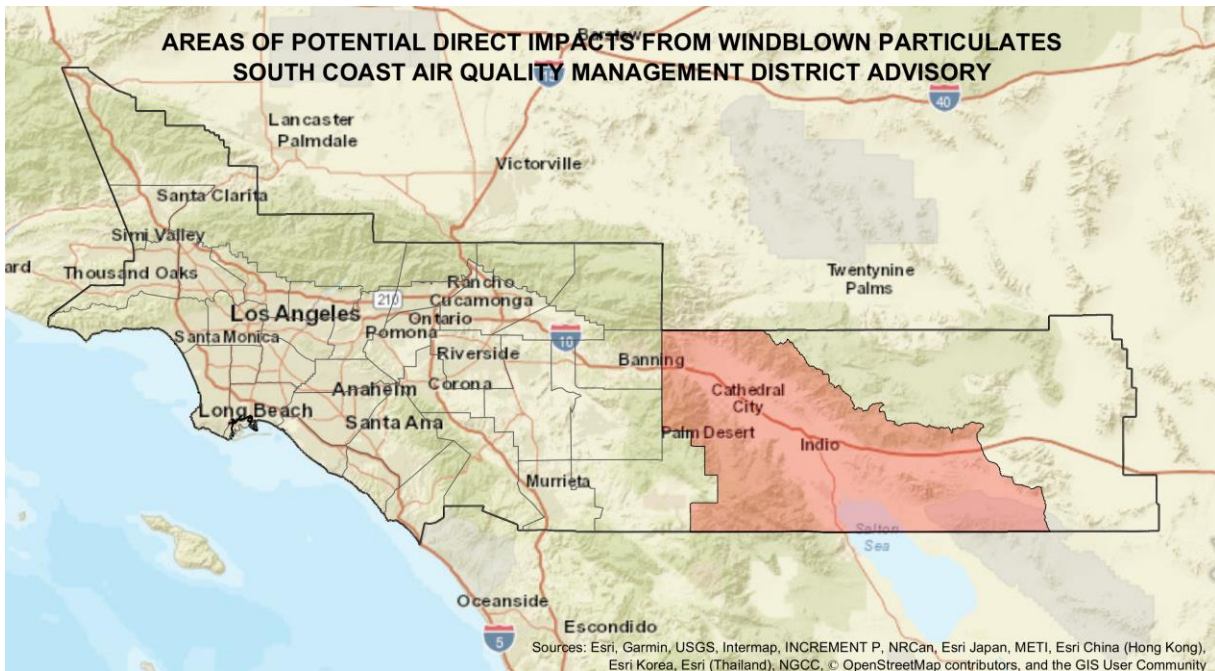 AREAS OF POTENTIAL DIRECT IMPACTS FROM WINDBLOWN PARTICULATES
SOUTH COAST AIR QUALITY MANAGEMENT DISTRICT ADVISORY
Barstow
15
40
Lancaster
Palmdale
Victorville
Santa Clarita
Simi Valley
ard
Thousand Oaks
Twentynine
Palms
Rancho
Cucamonga
210
Los Angeles
Ontario
Santa Monica
Pomona
10
Riverside
Banning
Anaheim
Corona
Cathedral
City
Long Beach
Santa Ana
Palm Desert
Indio
Murrieta
Salton
Sea
Oceanside
Escondido
5
Sources: Esri, Garmin, USGS, Intermap, INCREMENT P, NRCan, Esri Japan, METI, Esri China (Hong Kong),
Esri Korea, Esri (Thailand), NGCC, © OpenStreetMap contributors, and the GIS User Community